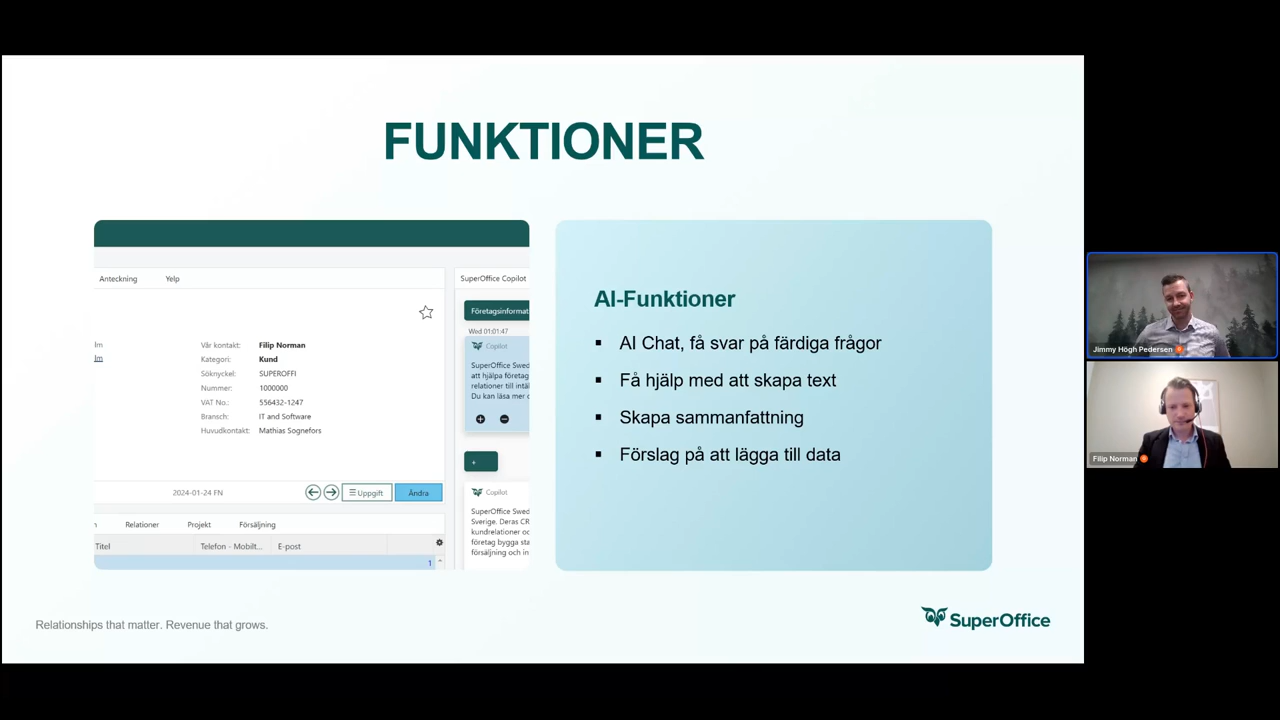 FUNKTIONER
Anteckning
Yelp
SuperOffice Copilot
Företagsinformat
Wed 01:01:47
Copilot
SuperOffice Swed
att hjälpa företag
relationer till intäl
Du kan läsa mer o
lm
lm
Vår kontakt: Filip Norman
Kategori: Kund
Söknyckel: SUPEROFFI
Nummer: 1000000
VAT No.: 556432-1247
Bransch: IT and Software
Huvudkontakt: Mathias Sognefors
+
2024-01-24 FN
Uppgift
Ändra
Copilot
SuperOffice Swed
Sverige. Deras CR
kundrelationer oc
företag bygga sta
försäljning och in
n
Relationer
Projekt
Försäljning
Titel
Telefon - Mobilt...
E-post
1
AI-Funktioner
▪ AI Chat, få svar på färdiga frågor
▪ Få hjälp med att skapa text
▪ Skapa sammanfattning
▪ Förslag på att lägga till data
Relationships that matter. Revenue that grows.
SuperOffice
Jimmy Högh Pedersen
Filip Norman